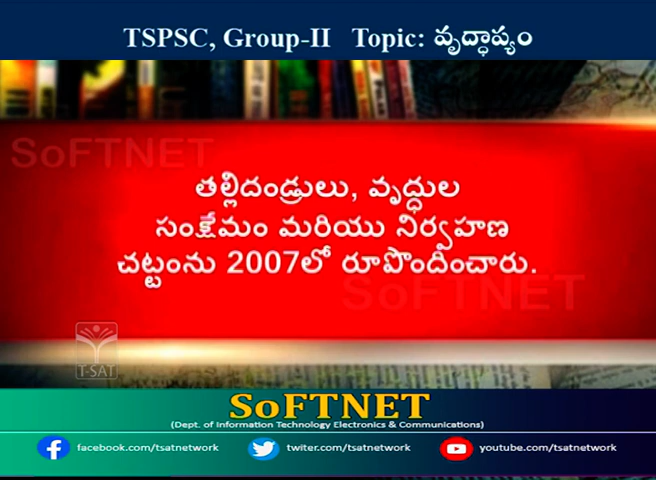 TSPSC, Group-II Topic: వృద్ధాప్యం
SoFTNET
తల్లిదండ్రులు, వృద్ధుల
సంక్షేమం మరియు నిర్వహణ
చట్టంను 2007లో రూపొందించారు.
SoFTNET
T-SAT
SoFTNET
(Dept. of Information Technology Electronics & Communications)
facebook.com/tsatnetwork twiter.com/tsatnetwork youtube.com/tsatnetwork